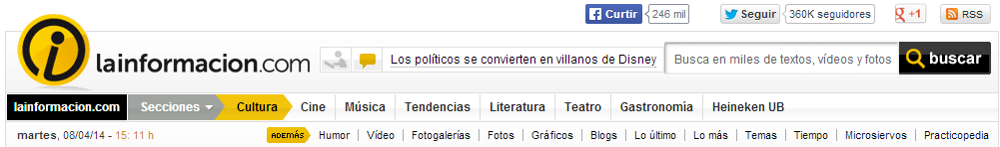 Curtir 246 mil Seguir 360K seguidores g+1 RSS
i lainformacion.com Los políticos se convierten en villanos de Disney Busca en miles de textos, vídeos y fotos buscar
lainformacion.com Secciones Cultura Cine Música Tendencias Literatura Teatro Gastronomía Heineken UB
martes, 08/04/14 - 15:11 h ADEMÁS Humor Vídeo Fotogalerías Fotos Gráficos Blogs Lo último Lo más Temas Tiempo Microsiervos Practicopedia